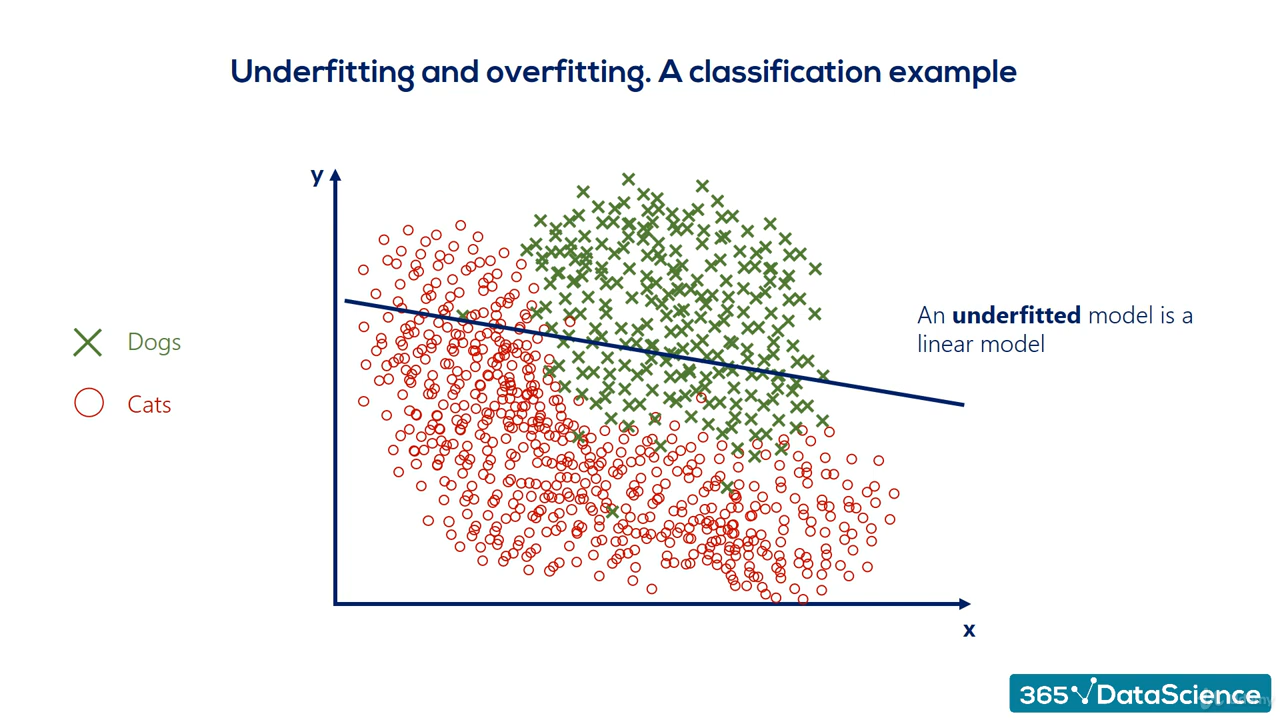 Underfitting and overfitting. A classification example
y
An underfitted model is a
linear model
Dogs
Cats
x
365 DataScience